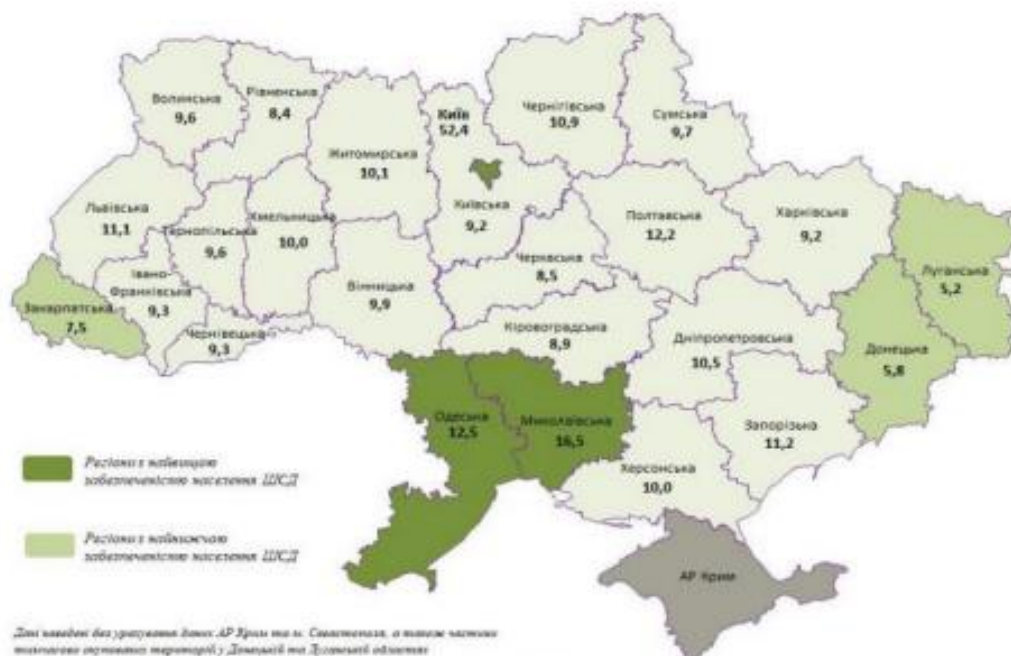 Волинська
9,6
Рівненська
8,4
Житомирська
10,1
Київ
52,4
Чернігівська
10,9
Сумська
9,7
Львівська
11,1
Тернопільська
9,6
Хмельницька
10,0
Київська
9,2
Полтавська
12,2
Харківська
9,2
Луганська
5,2
Закарпатська
7,5
Івано-
Франківська
9,3
Чернівецька
9,3
Вінницька
9,9
Черкаська
8,5
Кіровоградська
8,9
Дніпропетровська
10,5
Донецька
5,8
Одеська
12,5
Миколаївська
16,5
Запорізька
11,2
Херсонська
10,0
АР Крим
Регіони з найвищою
забезпеченістю населення ШСД
Регіони з найнижчою
забезпеченістю населення ШСД
Дані наведені без урахування даних АР Крим та м. Севастополя, а також частини
тимчасово окупованих територій у Донецькій та Луганській областях